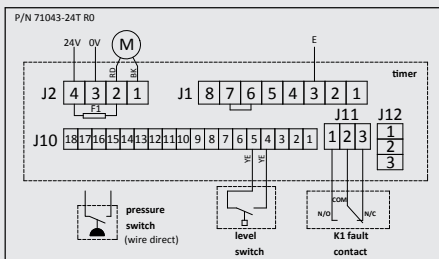 P/N 71043-24T R0
24V 0V M E
RD BK
timer
J2 4 3 2 1 J1 8 7 6 5 4 3 2 1
F1
J11 J12
J10 18 17 16 15 14 13 12 11 10 9 8 7 6 5 4 3 2 1 1 2 3 1
2
3
YE YE
COM
N/O N/C
pressure
switch
(wire direct)
level
switch
K1 fault
contact